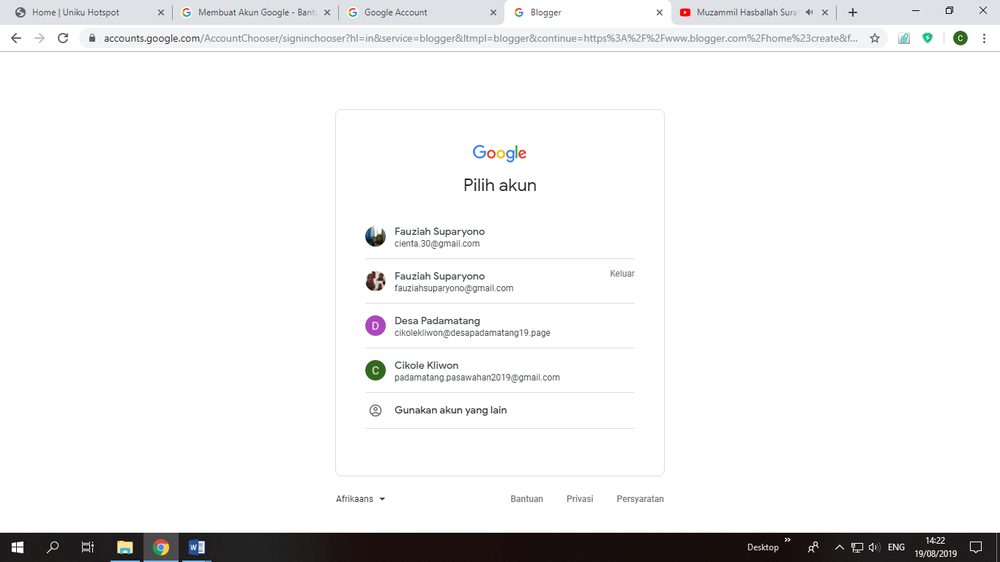 Home | Uniku Hotspot
Membuat Akun Google - Bantu
Google Account
Blogger
Muzammil Hasballah Sura
accounts.google.com/AccountChooser/signinchooser?hl=in&service=blogger&ltmpl=blogger&continue=https%3A%2F%2Fwww.blogger.com%2Fhome%23create&f...
C
Google
Pilih akun
Fauziah Suparyono
cienta.30@gmail.com
Fauziah Suparyono
Keluar
fauziahsuparyono@gmail.com
D
Desa Padamatang
cikolekliwon@desapadamatang19.page
C
Cikole Kliwon
padamatang.pasawahan2019@gmail.com
Gunakan akun yang lain
Afrikaans
Bantuan
Privasi
Persyaratan
Desktop
ENG
14:22
19/08/2019